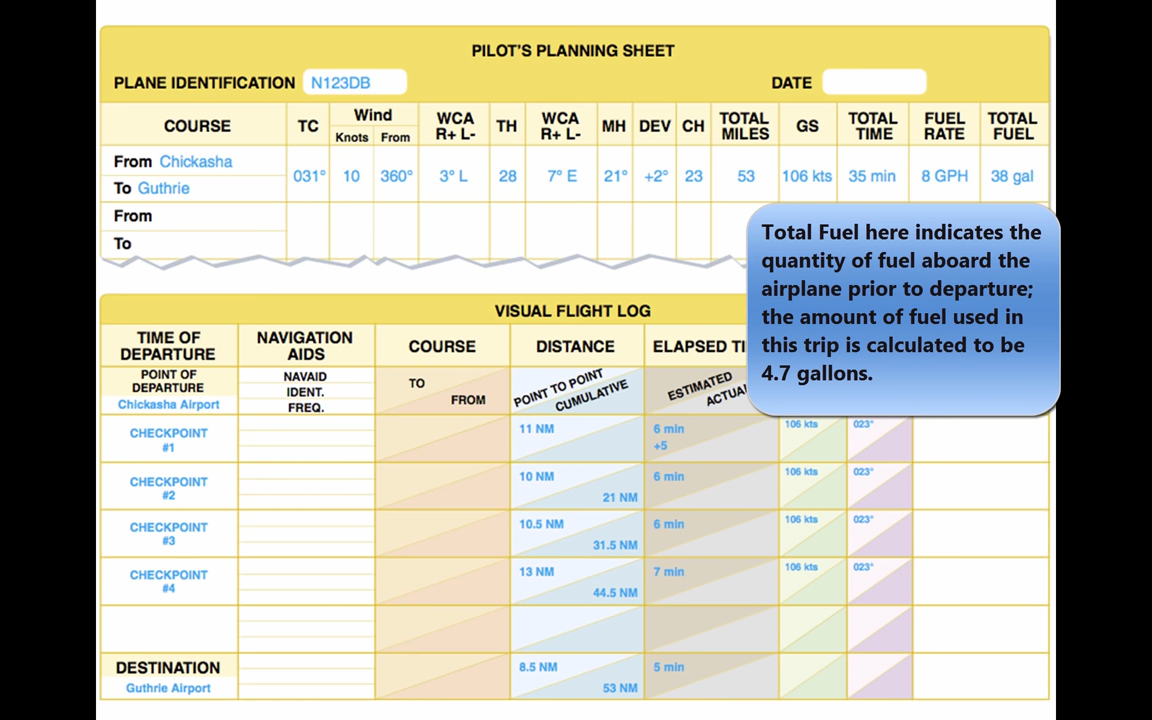 PILOT'S PLANNING SHEET
PLANE IDENTIFICATION N123DB DATE
COURSE TC Wind WCA R+ L- TH WCA R+ L- MH DEV CH TOTAL MILES GS TOTAL TIME FUEL RATE TOTAL FUEL
Knots From
From Chickasha
To Guthrie
031° 10 360° 3° L 28 7° E 21° +2° 23 53 106 kts 35 min 8 GPH 38 gal
From
To
Total Fuel here indicates the
quantity of fuel aboard the
airplane prior to departure;
the amount of fuel used in
this trip is calculated to be
4.7 gallons.
VISUAL FLIGHT LOG
TIME OF DEPARTURE NAVIGATION AIDS COURSE DISTANCE ELAPSED
POINT OF DEPARTURE
Chickasha Airport
NAVAID
IDENT.
FREQ.
TO
FROM
POINT TO POINT
CUMULATIVE
ESTIMATED
CHECKPOINT #1
11 NM
6 min
+5
106 kts
023°
CHECKPOINT #2
10 NM
21 NM
6 min
106 kts
023°
CHECKPOINT #3
10.5 NM
31.5 NM
6 min
106 kts
023°
CHECKPOINT #4
13 NM
44.5 NM
7 min
106 kts
023°
DESTINATION
Guthrie Airport
8.5 NM
53 NM
5 min